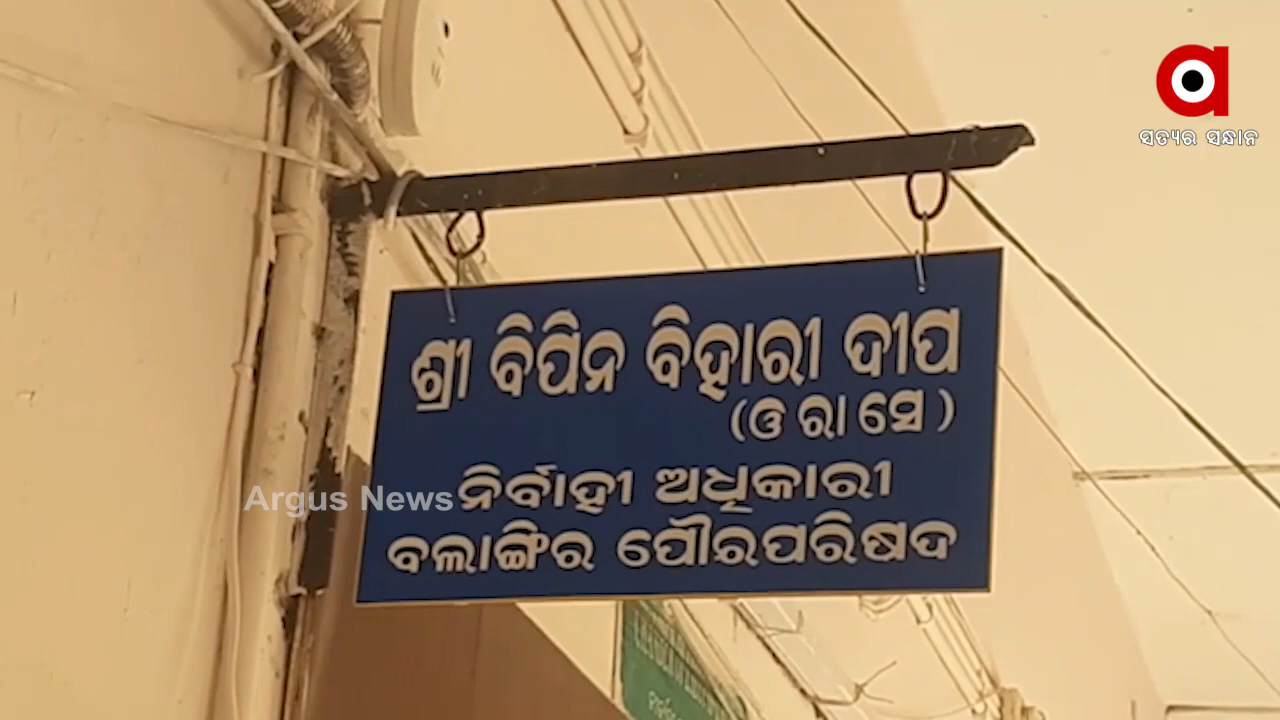 ସତ୍ୟର ସନ୍ଧାନ
ଶ୍ରୀ ବିପିନ ବିହାରୀ ଦୀପ
(ଓ ରା ସେ)
ନିର୍ବାହୀ ଅଧିକାରୀ
ବଲାଙ୍ଗିର ପୌରପରିଷଦ
Argus News